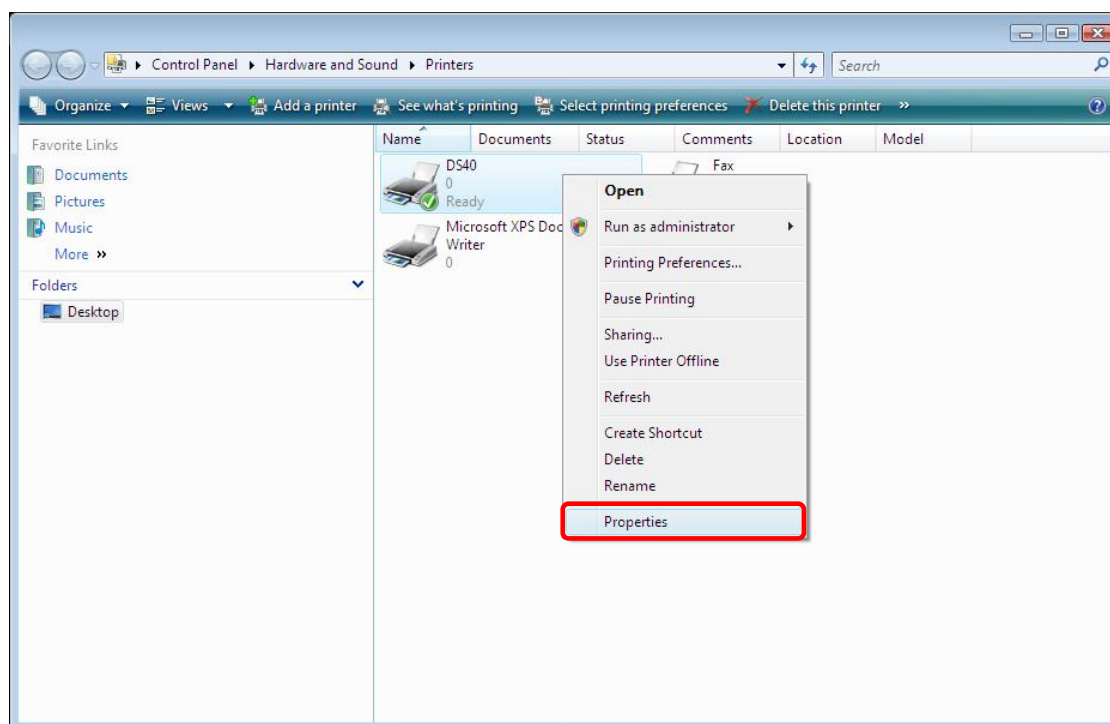 Control Panel ▸ Hardware and Sound ▸ Printers
Search
Organize Views Add a printer See what's printing Select printing preferences Delete this printer »
Favorite Links
Documents
Pictures
Music
More »
Folders
Desktop
Name Documents Status Comments Location Model
DS40
0
Ready
Fax
Microsoft XPS Doc
Writer
0
Open
Run as administrator
Printing Preferences...
Pause Printing
Sharing...
Use Printer Offline
Refresh
Create Shortcut
Delete
Rename
Properties